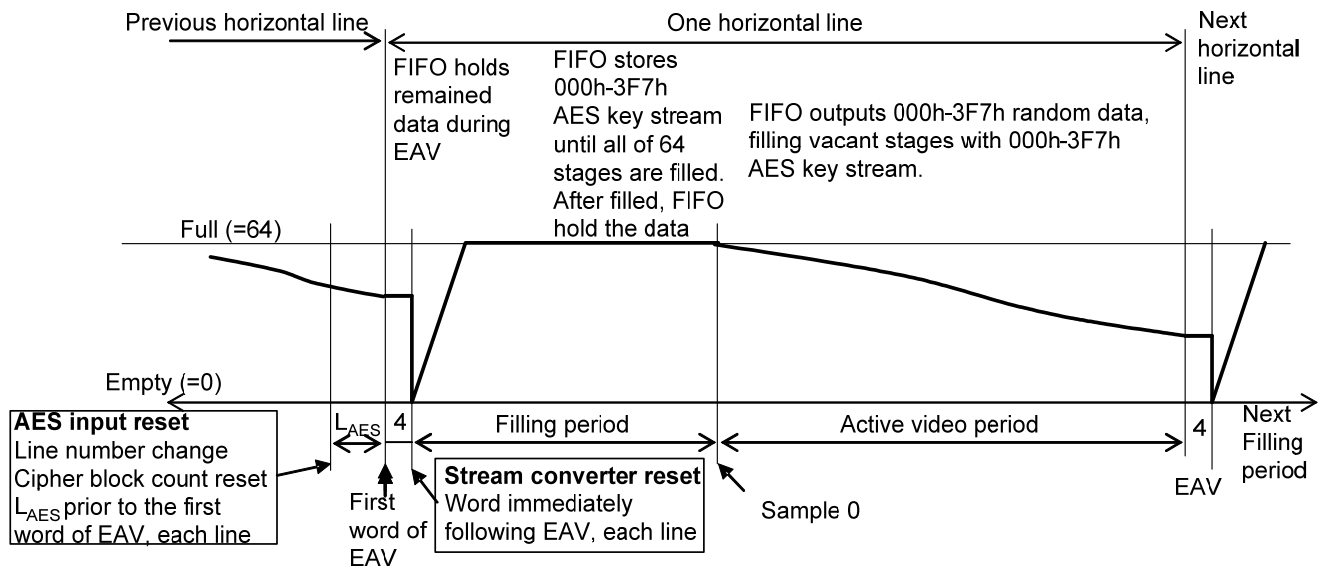 Previous horizontal line
One horizontal line
Next
horizontal
line
FIFO holds
remained
data during
EAV
FIFO stores
000h-3F7h
AES key stream
until all of 64
stages are filled.
After filled, FIFO
hold the data
FIFO outputs 000h-3F7h random data,
filling vacant stages with 000h-3F7h
AES key stream.
Full (=64)
Empty (=0)
AES input reset
Line number change
Cipher block count reset
LAES prior to the first
word of EAV, each line
LAES
4
Filling period
Active video period
4
Next
Filling
period
First
word of
EAV
Stream converter reset
Word immediately
following EAV, each line
Sample 0
EAV